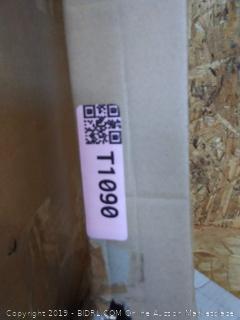 T1090
Copyright 2019 - BIDRL.COM Online Auction Marketplace